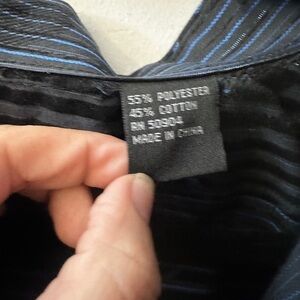 55% POLYESTER
45% COTTON
RN 50904
MADE IN CHINA